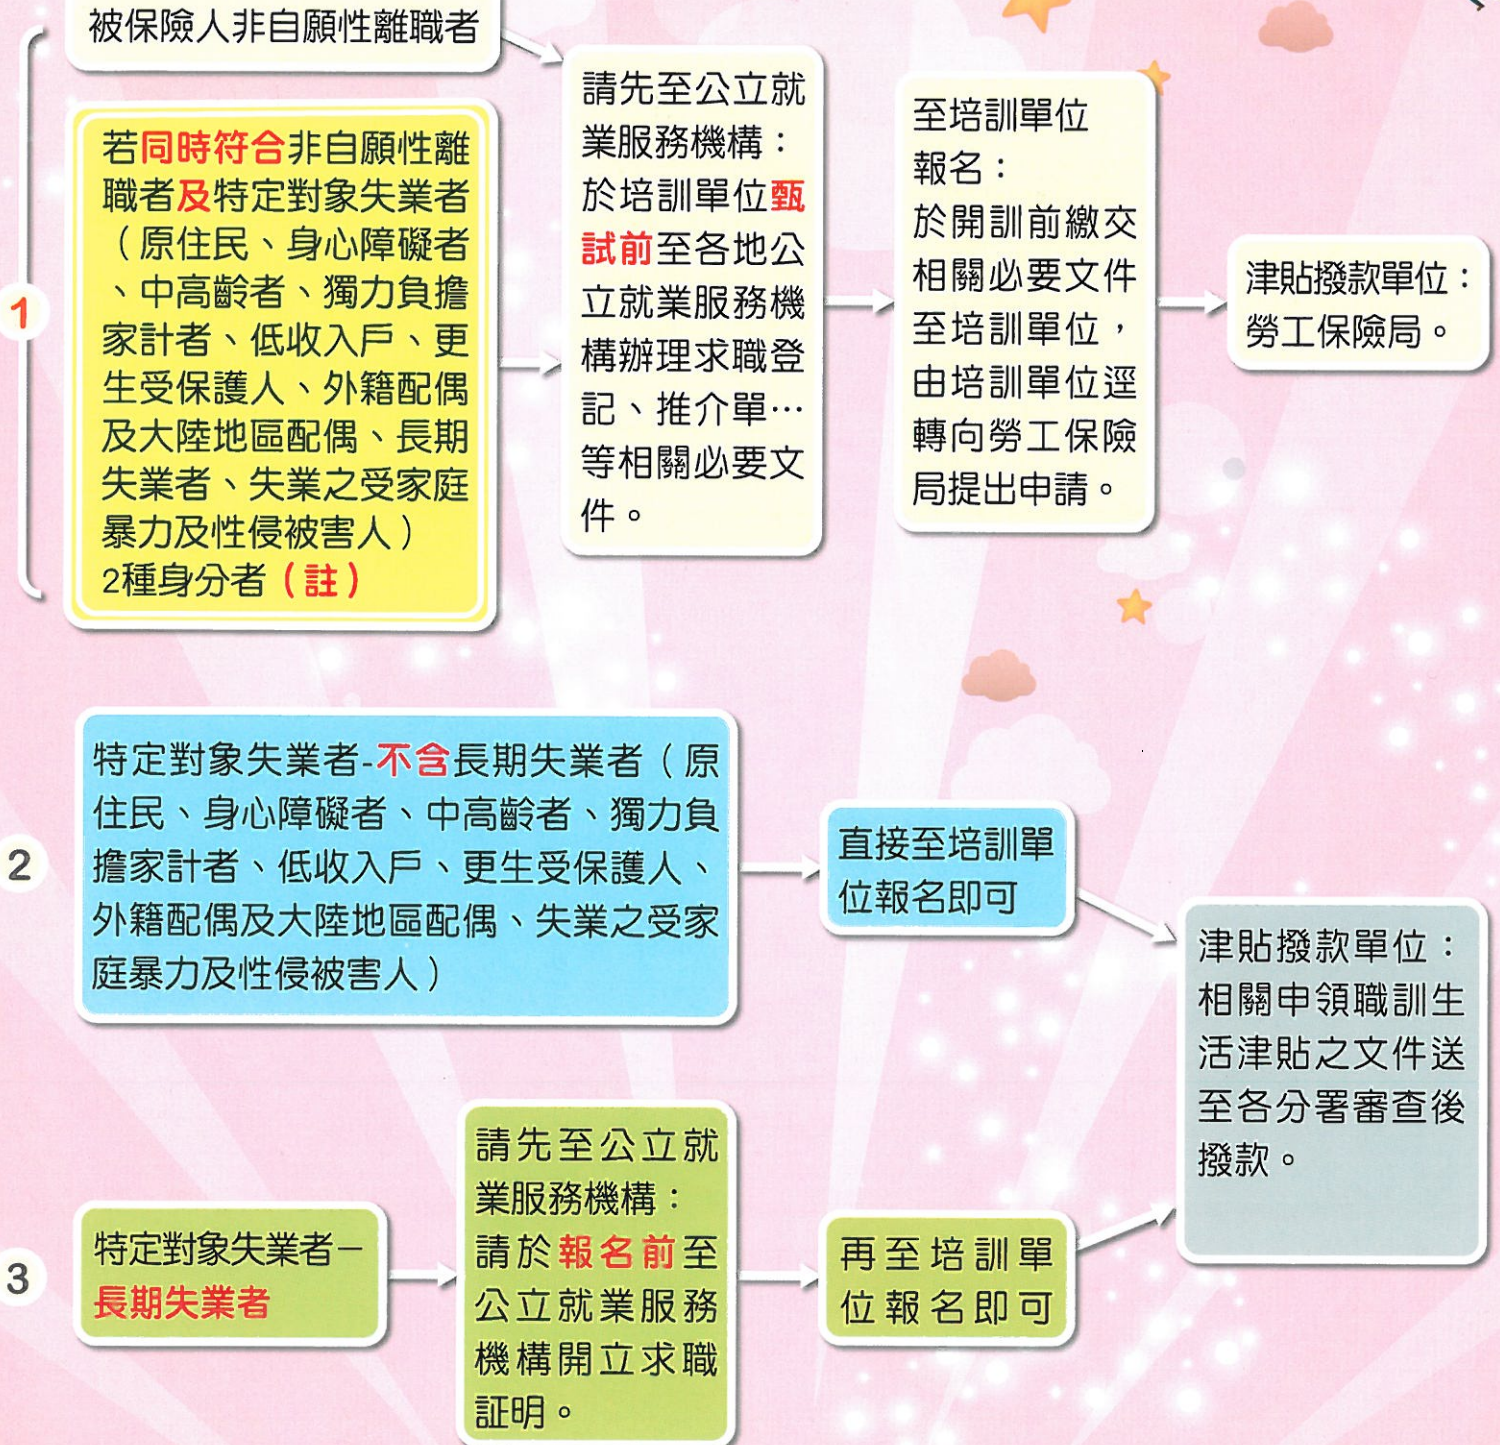 被保險人非自願性離職者
1
若同時符合非自願性離
職者及特定對象失業者
（原住民、身心障礙者
、中高齡者、獨力負擔
家計者、低收入戶、更
生受保護人、外籍配偶
及大陸地區配偶、長期
失業者、失業之受家庭
暴力及性侵被害人）
2種身分者（註）
請先至公立就
業服務機構：
於培訓單位甄
試前至各地公
立就業服務機
構辦理求職登
記、推介單…
等相關必要文
件。
至培訓單位
報名：
於開訓前繳交
相關必要文件
至培訓單位，
由培訓單位逕
轉向勞工保險
局提出申請。
津貼撥款單位：
勞工保險局。
2
特定對象失業者-不含長期失業者（原
住民、身心障礙者、中高齡者、獨力負
擔家計者、低收入戶、更生受保護人、
外籍配偶及大陸地區配偶、失業之受家
庭暴力及性侵被害人）
直接至培訓單
位報名即可
3
特定對象失業者－
長期失業者
請先至公立就
業服務機構：
請於報名前至
公立就業服務
機構開立求職
証明。
再至培訓單
位報名即可
津貼撥款單位：
相關申領職訓生
活津貼之文件送
至各分署審查後
撥款。